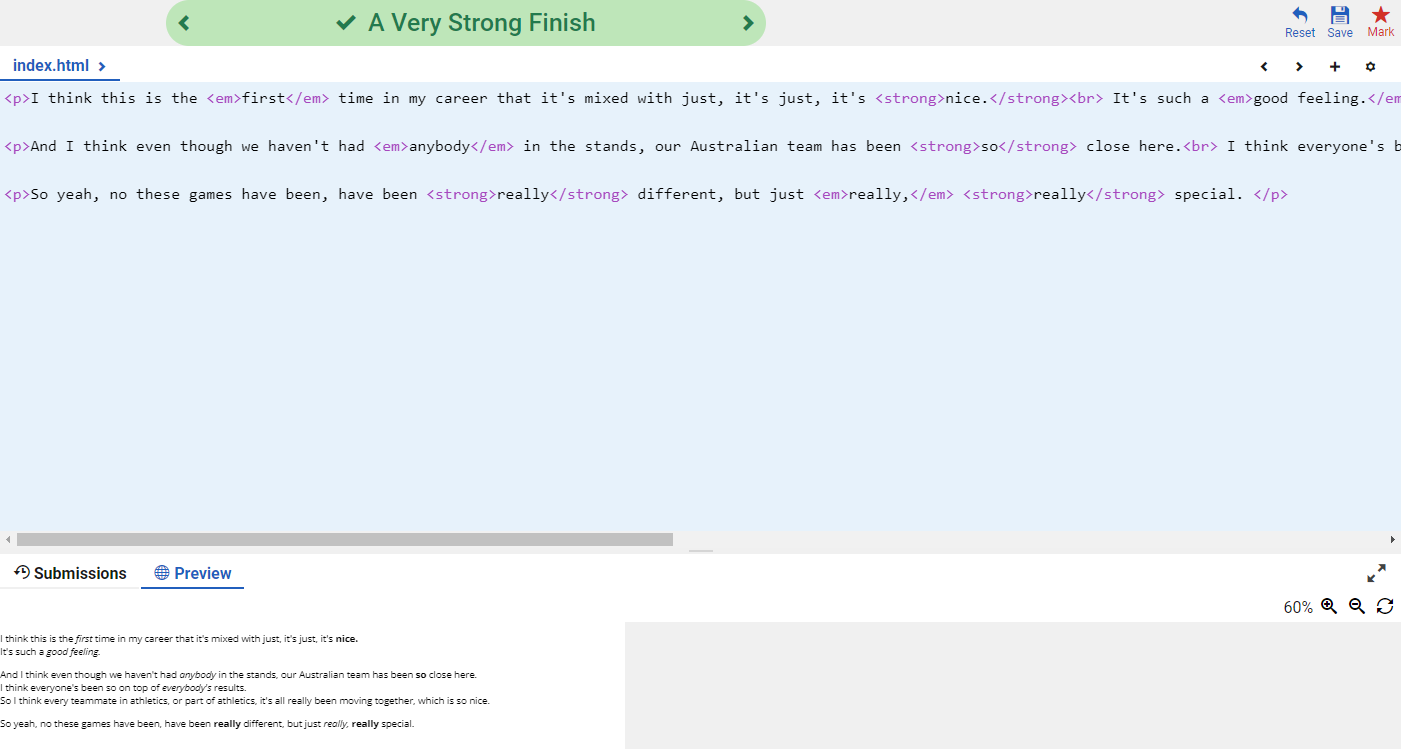 A Very Strong Finish
Reset Save Mark
index.html
<p>I think this is the <em>first</em> time in my career that it's mixed with just, it's just, it's <strong>nice.</strong><br> It's such a <em>good feeling.</em
<p>And I think even though we haven't had <em>anybody</em> in the stands, our Australian team has been <strong>so</strong> close here.<br> I think everyone's b
<p>So yeah, no these games have been, have been <strong>really</strong> different, but just <em>really,</em> <strong>really</strong> special. </p>
Submissions Preview
60%
I think this is the first time in my career that it's mixed with just, it's just, it's nice.
It's such a good feeling.
And I think even though we haven't had anybody in the stands, our Australian team has been so close here.
I think everyone's been so on top of everybody's results.
So I think every teammate in athletics, or part of athletics, it's all really been moving together, which is so nice.
So yeah, no these games have been, have been really different, but just really, really special.